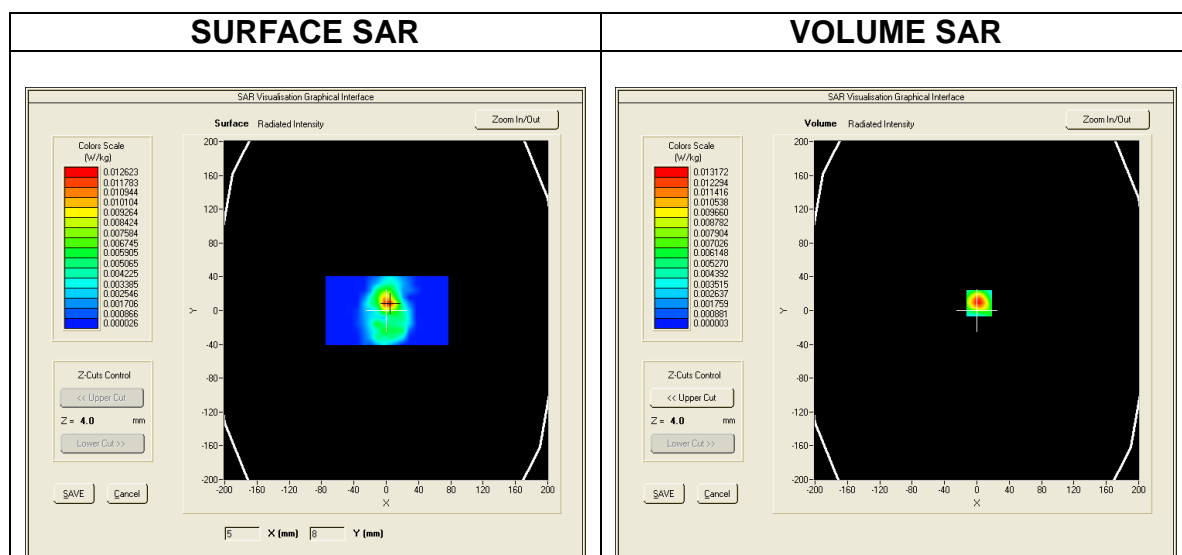 SURFACE SAR
VOLUME SAR
SAR Visualisation Graphical Interface
Surface Radiated Intensity
Zoom In/Out
Colors Scale
(W/kg)
0.012623
0.011783
0.010944
0.010104
0.009264
0.008424
0.007584
0.006745
0.005905
0.005065
0.004225
0.003385
0.002546
0.001706
0.000866
0.000026
200
160
120
80
40
0
-40
-80
-120
-160
-200
Y
-200 -160 -120 -80 -40 0 40 80 120 160 200
X
Z-Cuts Control
<< Upper Cut
Z = 4.0 mm
Lower Cut >>
SAVE Cancel
5 X (mm) 8 Y (mm)
SAR Visualisation Graphical Interface
Volume Radiated Intensity
Zoom In/Out
Colors Scale
(W/kg)
0.013172
0.012294
0.011416
0.010538
0.009660
0.008782
0.007904
0.007026
0.006148
0.005270
0.004392
0.003515
0.002637
0.001759
0.000881
0.000003
200
160
120
80
40
0
-40
-80
-120
-160
-200
Y
-200 -160 -120 -80 -40 0 40 80 120 160 200
X
Z-Cuts Control
<< Upper Cut
Z = 4.0 mm
Lower Cut >>
SAVE Cancel